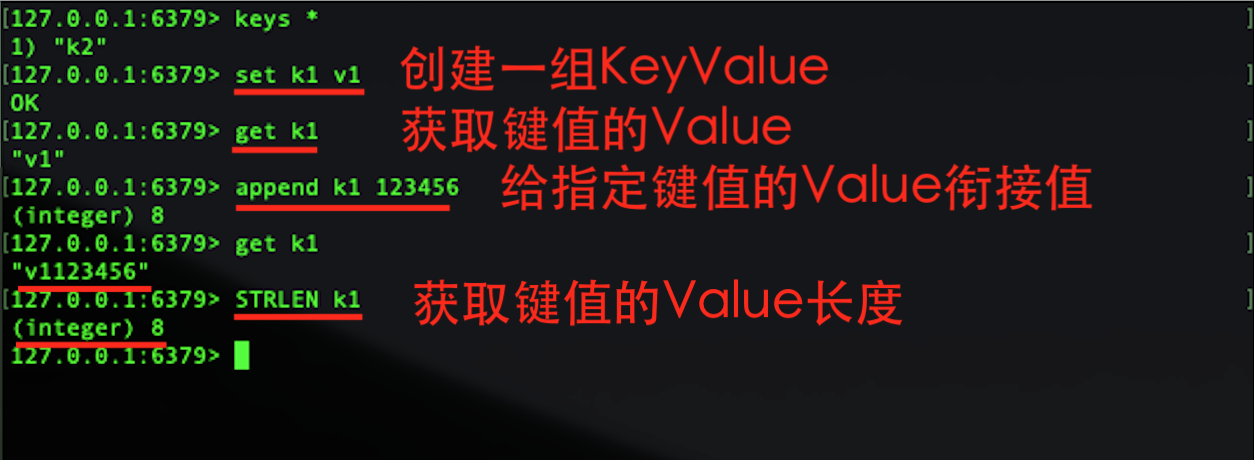 [127.0.0.1:6379> keys * ]
1) "k2"
[127.0.0.1:6379> set k1 v1 创建一组KeyValue ]
OK
[127.0.0.1:6379> get k1 获取键值的Value ]
"v1"
[127.0.0.1:6379> append k1 123456 给指定键值的Value衔接值 ]
(integer) 8
[127.0.0.1:6379> get k1 ]
"v1123456"
[127.0.0.1:6379> STRLEN k1 获取键值的Value长度 ]
(integer) 8
127.0.0.1:6379>